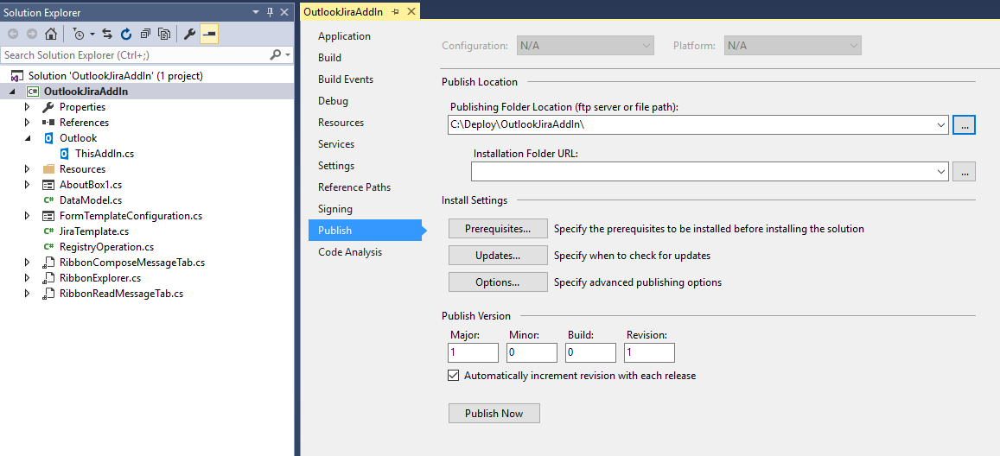 Solution Explorer
Search Solution Explorer (Ctrl+;)
Solution 'OutlookJiraAddIn' (1 project)
C# OutlookJiraAddIn
Properties
References
Outlook
ThisAddIn.cs
Resources
AboutBox1.cs
C# DataModel.cs
FormTemplateConfiguration.cs
C# JiraTemplate.cs
C# RegistryOperation.cs
RibbonComposeMessageTab.cs
RibbonExplorer.cs
RibbonReadMessageTab.cs
OutlookJiraAddIn
Application
Build
Build Events
Debug
Resources
Services
Settings
Reference Paths
Signing
Publish
Code Analysis
Configuration: N/A Platform: N/A
Publish Location
Publishing Folder Location (ftp server or file path):
C:\Deploy\OutlookJiraAddIn\
...
Installation Folder URL:
...
Install Settings
Prerequisites... Specify the prerequisites to be installed before installing the solution
Updates... Specify when to check for updates
Options... Specify advanced publishing options
Publish Version
Major: Minor: Build: Revision:
1 0 0 1
Automatically increment revision with each release
Publish Now